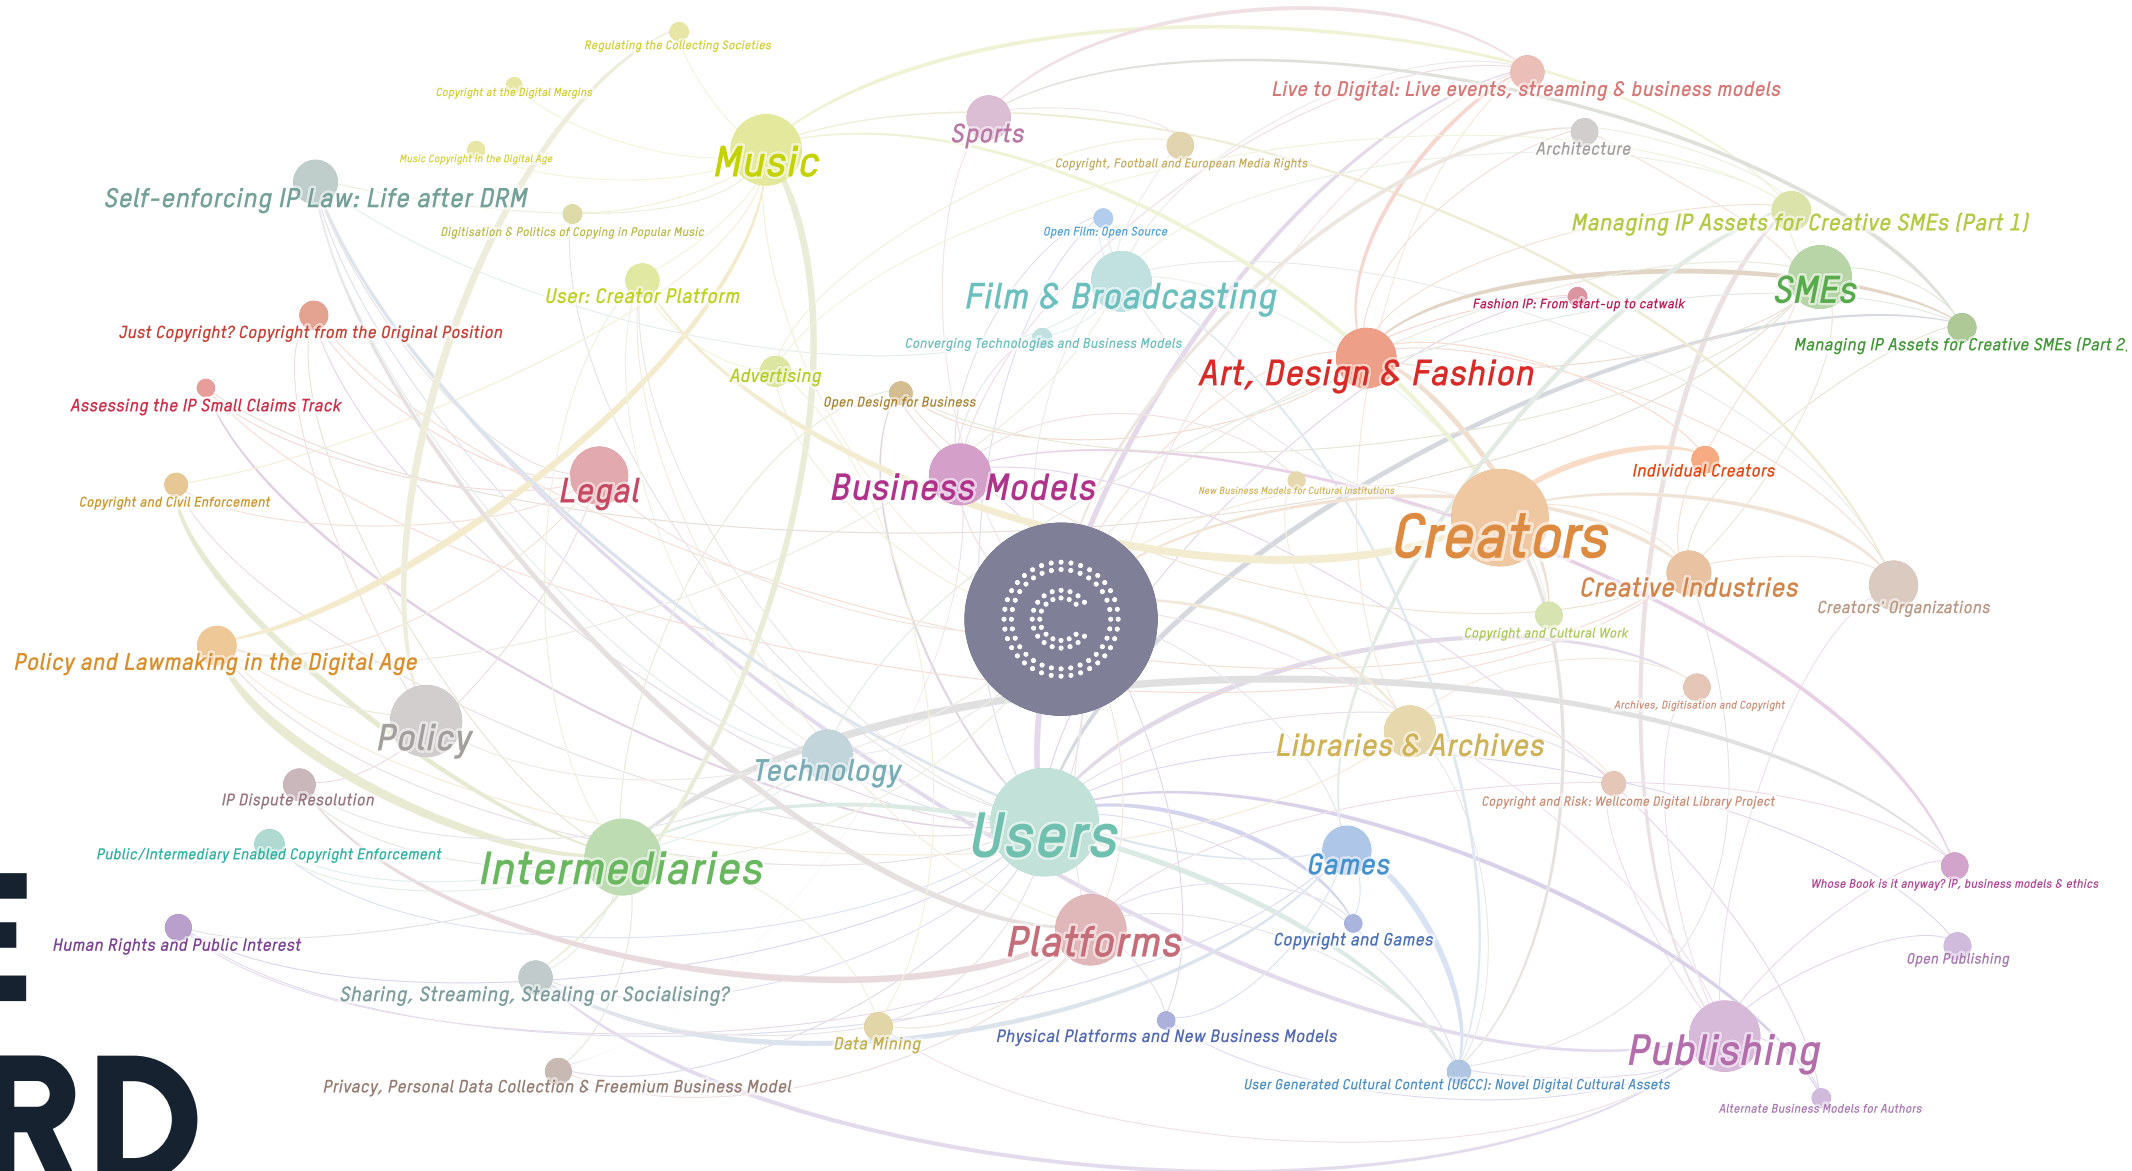 Regulating the Collecting Societies
Copyright at the Digital Margins
Music Copyright in the Digital Age
Music
Sports
Live to Digital: Live events, streaming & business models
Architecture
Copyright, Football and European Media Rights
Self-enforcing IP Law: Life after DRM
Digitisation & Politics of Copying in Popular Music
Open Film: Open Source
Managing IP Assets for Creative SMEs (Part 1)
User: Creator Platform
Film & Broadcasting
SMEs
Fashion IP: From start-up to catwalk
Just Copyright? Copyright from the Original Position
Converging Technologies and Business Models
Managing IP Assets for Creative SMEs (Part 2
Advertising
Art, Design & Fashion
Open Design for Business
Assessing the IP Small Claims Track
Legal
Business Models
Individual Creators
New Business Models for Cultural Institutions
Copyright and Civil Enforcement
Creators
Creative Industries
Creators' Organizations
C
Copyright and Cultural Work
Policy and Lawmaking in the Digital Age
Archives, Digitisation and Copyright
Policy
Technology
Libraries & Archives
IP Dispute Resolution
Copyright and Risk: Wellcome Digital Library Project
Users
Public/Intermediary Enabled Copyright Enforcement
Intermediaries
Games
Whose Book is it anyway? IP, business models & ethics
E
Human Rights and Public Interest
Platforms
Copyright and Games
Open Publishing
Sharing, Streaming, Stealing or Socialising?
Data Mining
Physical Platforms and New Business Models
Publishing
Privacy, Personal Data Collection & Freemium Business Model
User Generated Cultural Content (UGCC): Novel Digital Cultural Assets
Alternate Business Models for Authors
RD